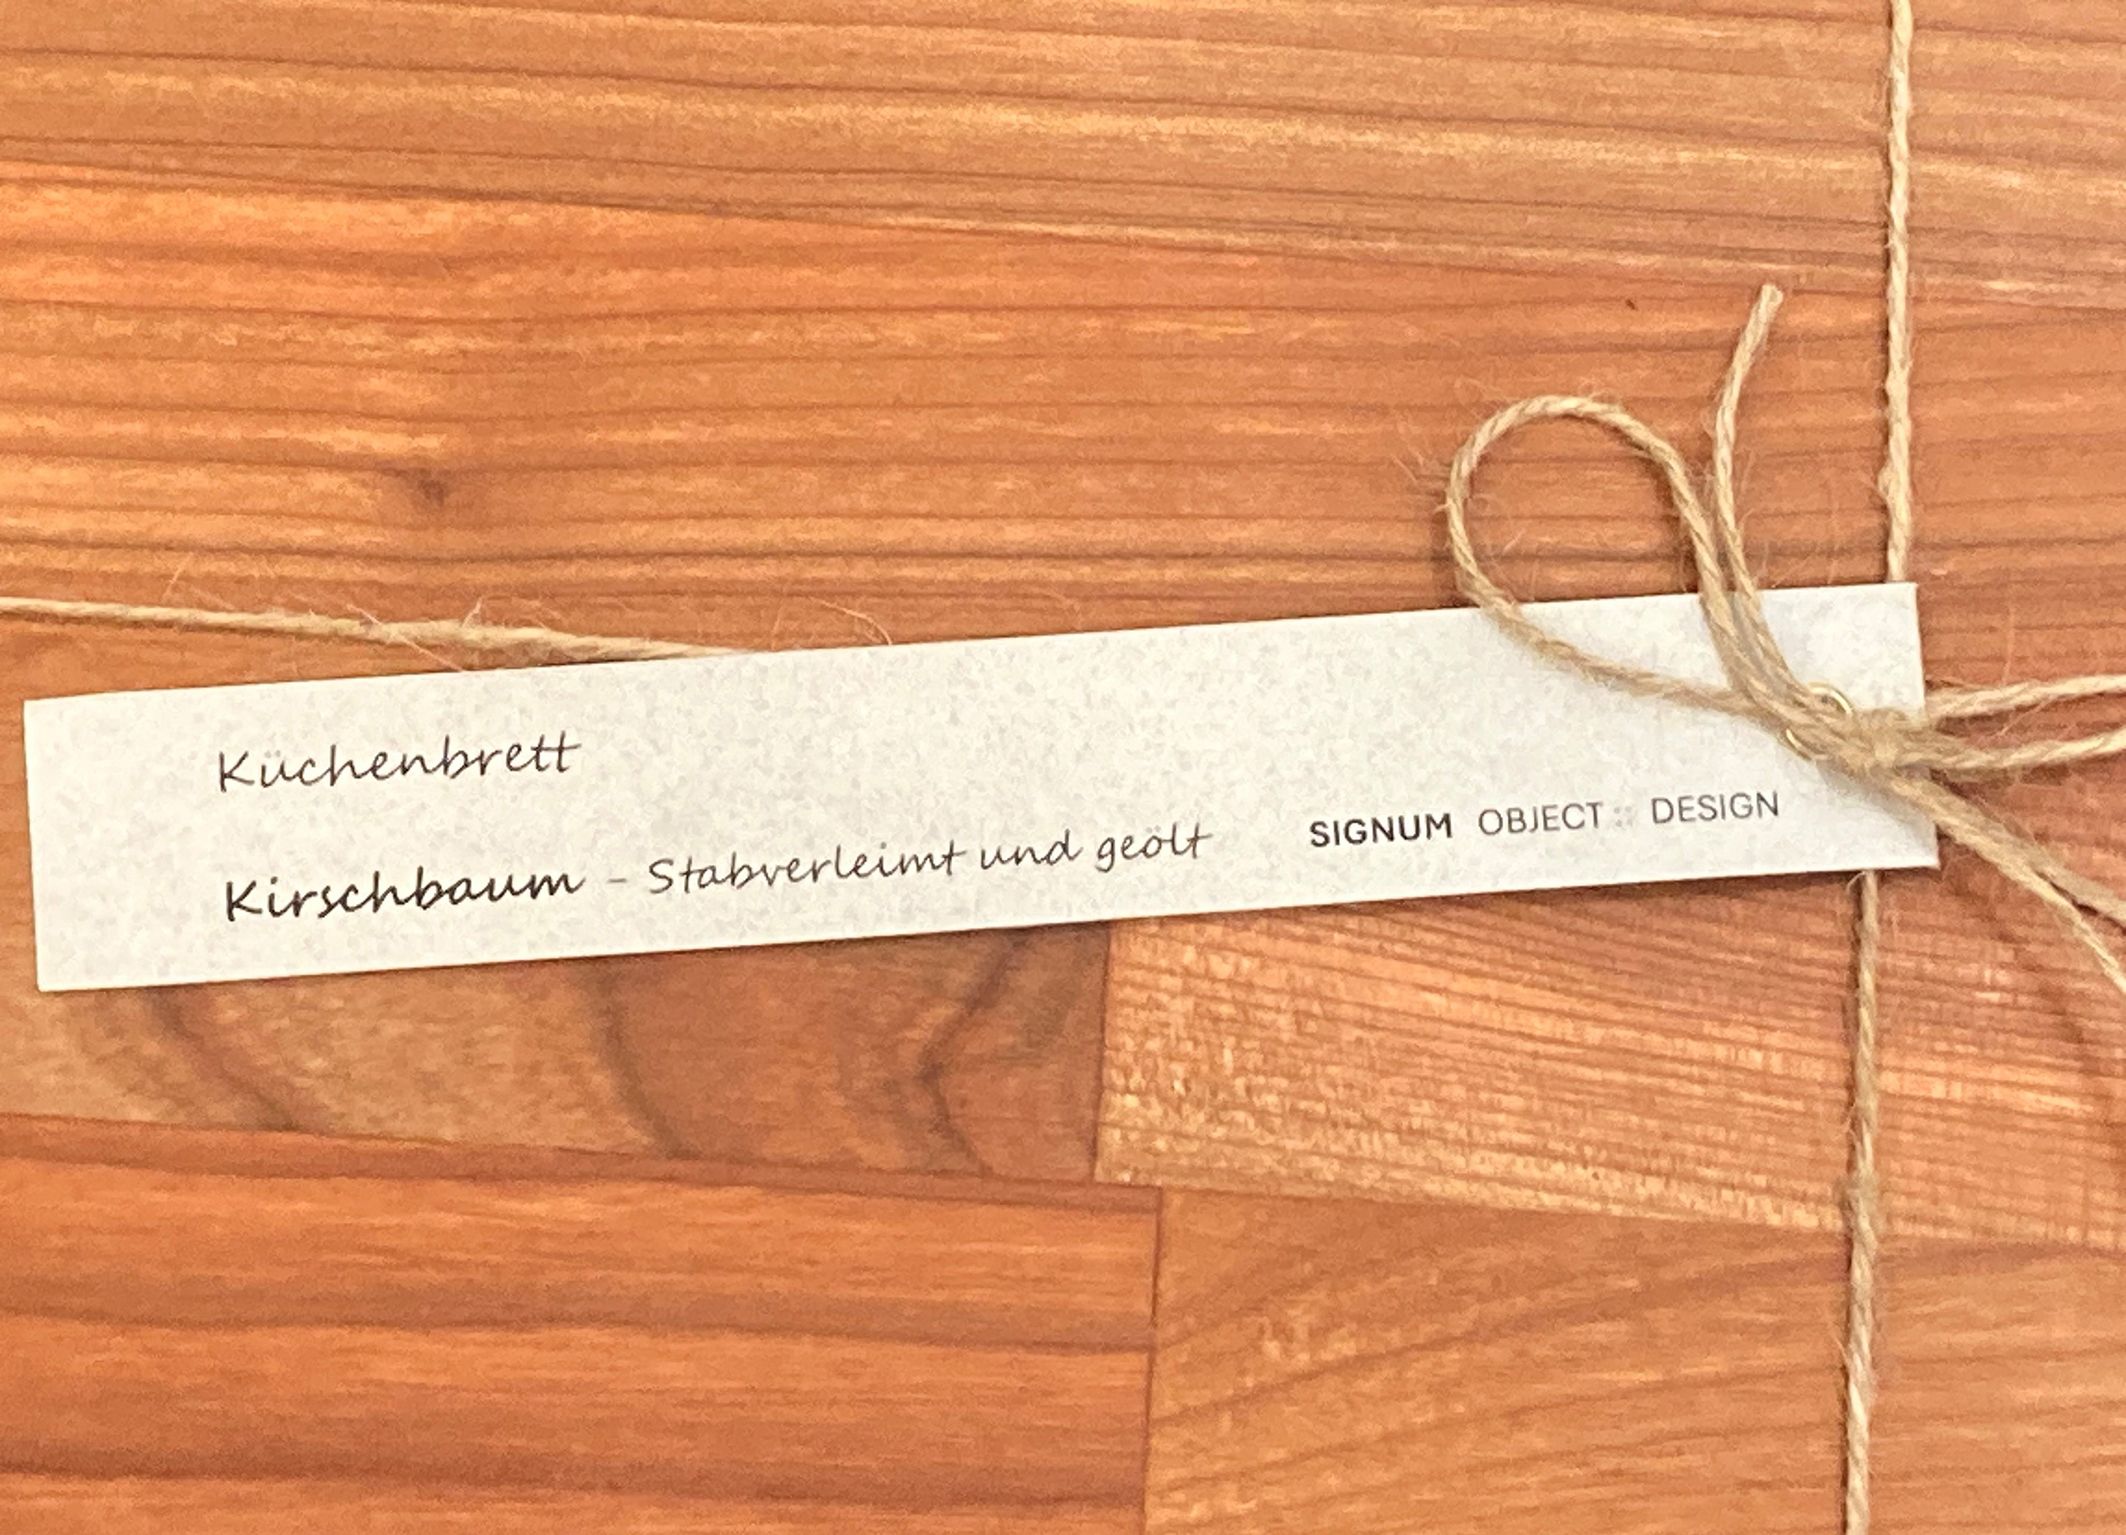 Küchenbrett
Kirschbaum - Stabverleimt und geölt
SIGNUM OBJECT :: DESIGN